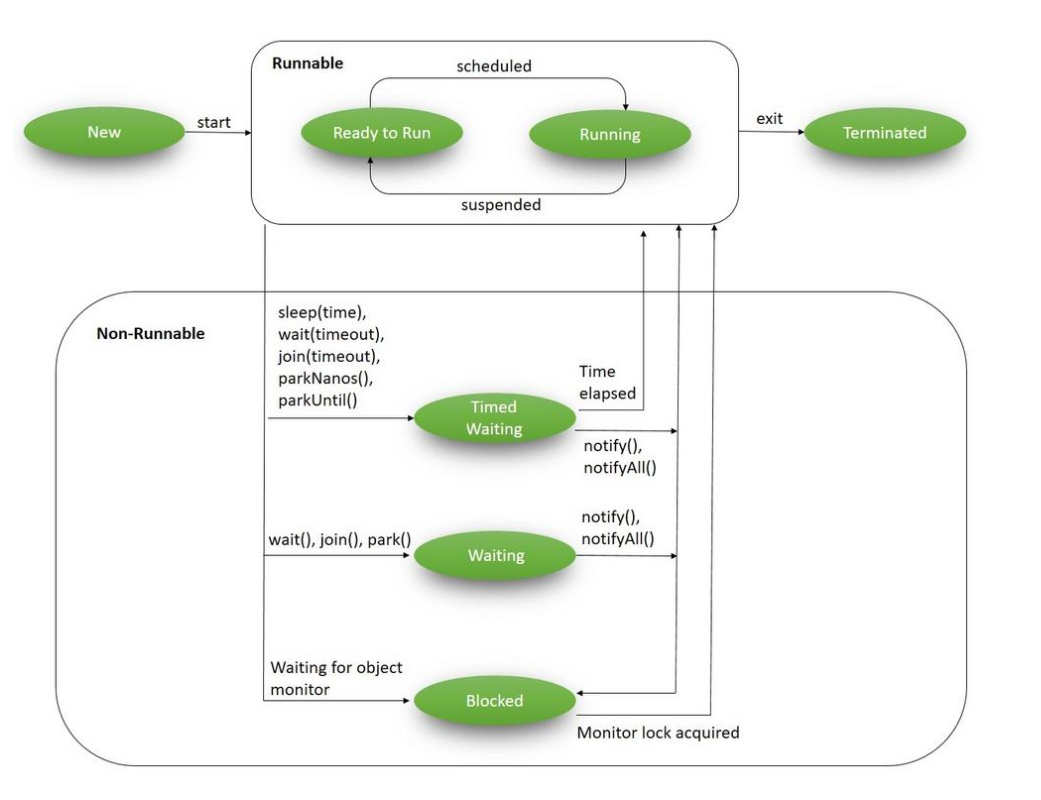 Runnable
scheduled
New
start
Ready to Run
Running
exit
Terminated
suspended
Non-Runnable
sleep(time),
wait(timeout),
join(timeout),
parkNanos(),
parkUntil()
Timed
Waiting
Time
elapsed
notify(),
notifyAll()
wait(), join(), park()
Waiting
notify(),
notifyAll()
Waiting for object
monitor
Blocked
Monitor lock acquired